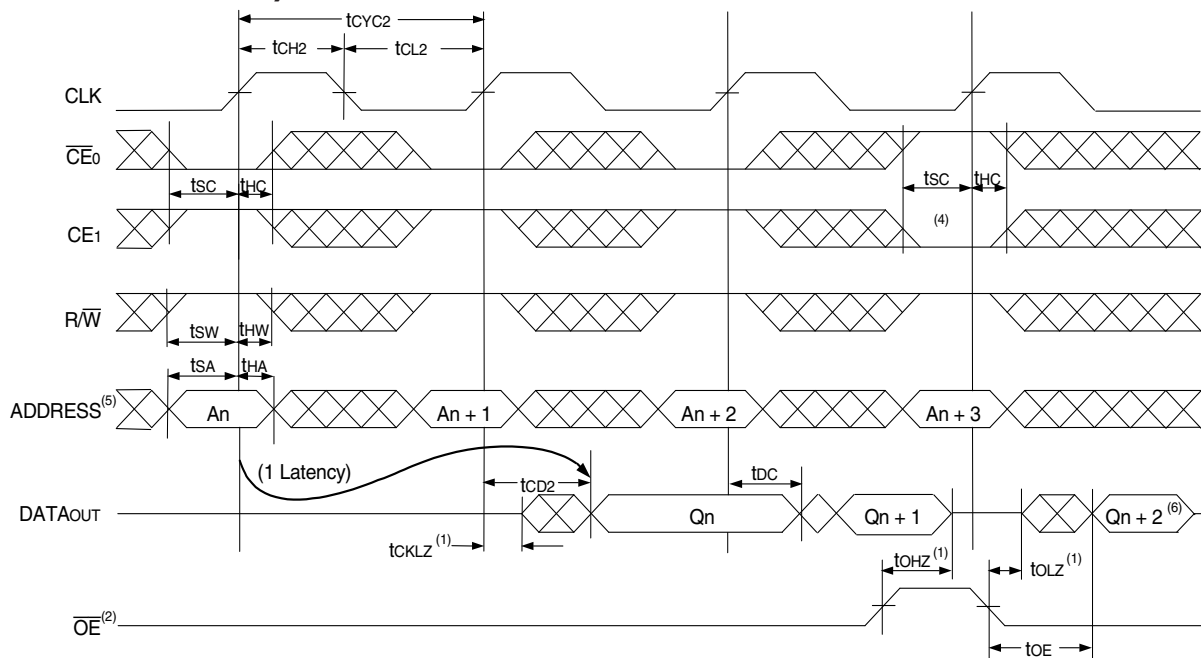 tCYC2
tCH2 tCL2
CLK
CE0
tSC tHC tSC tHC
CE1 (4)
R/W
tSW tHW
tSA tHA
ADDRESS(5) An An + 1 An + 2 An + 3
(1 Latency) tCD2 tDC
DATAOUT Qn Qn + 1 Qn + 2(6)
tCKLZ(1) tOHZ(1) tOLZ(1)
OE(2)
tOE